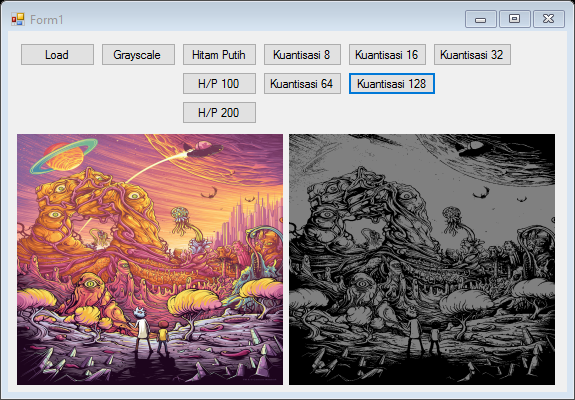 Form1
Load Grayscale Hitam Putih Kuantisasi 8 Kuantisasi 16 Kuantisasi 32
H/P 100 Kuantisasi 64 Kuantisasi 128
H/P 200